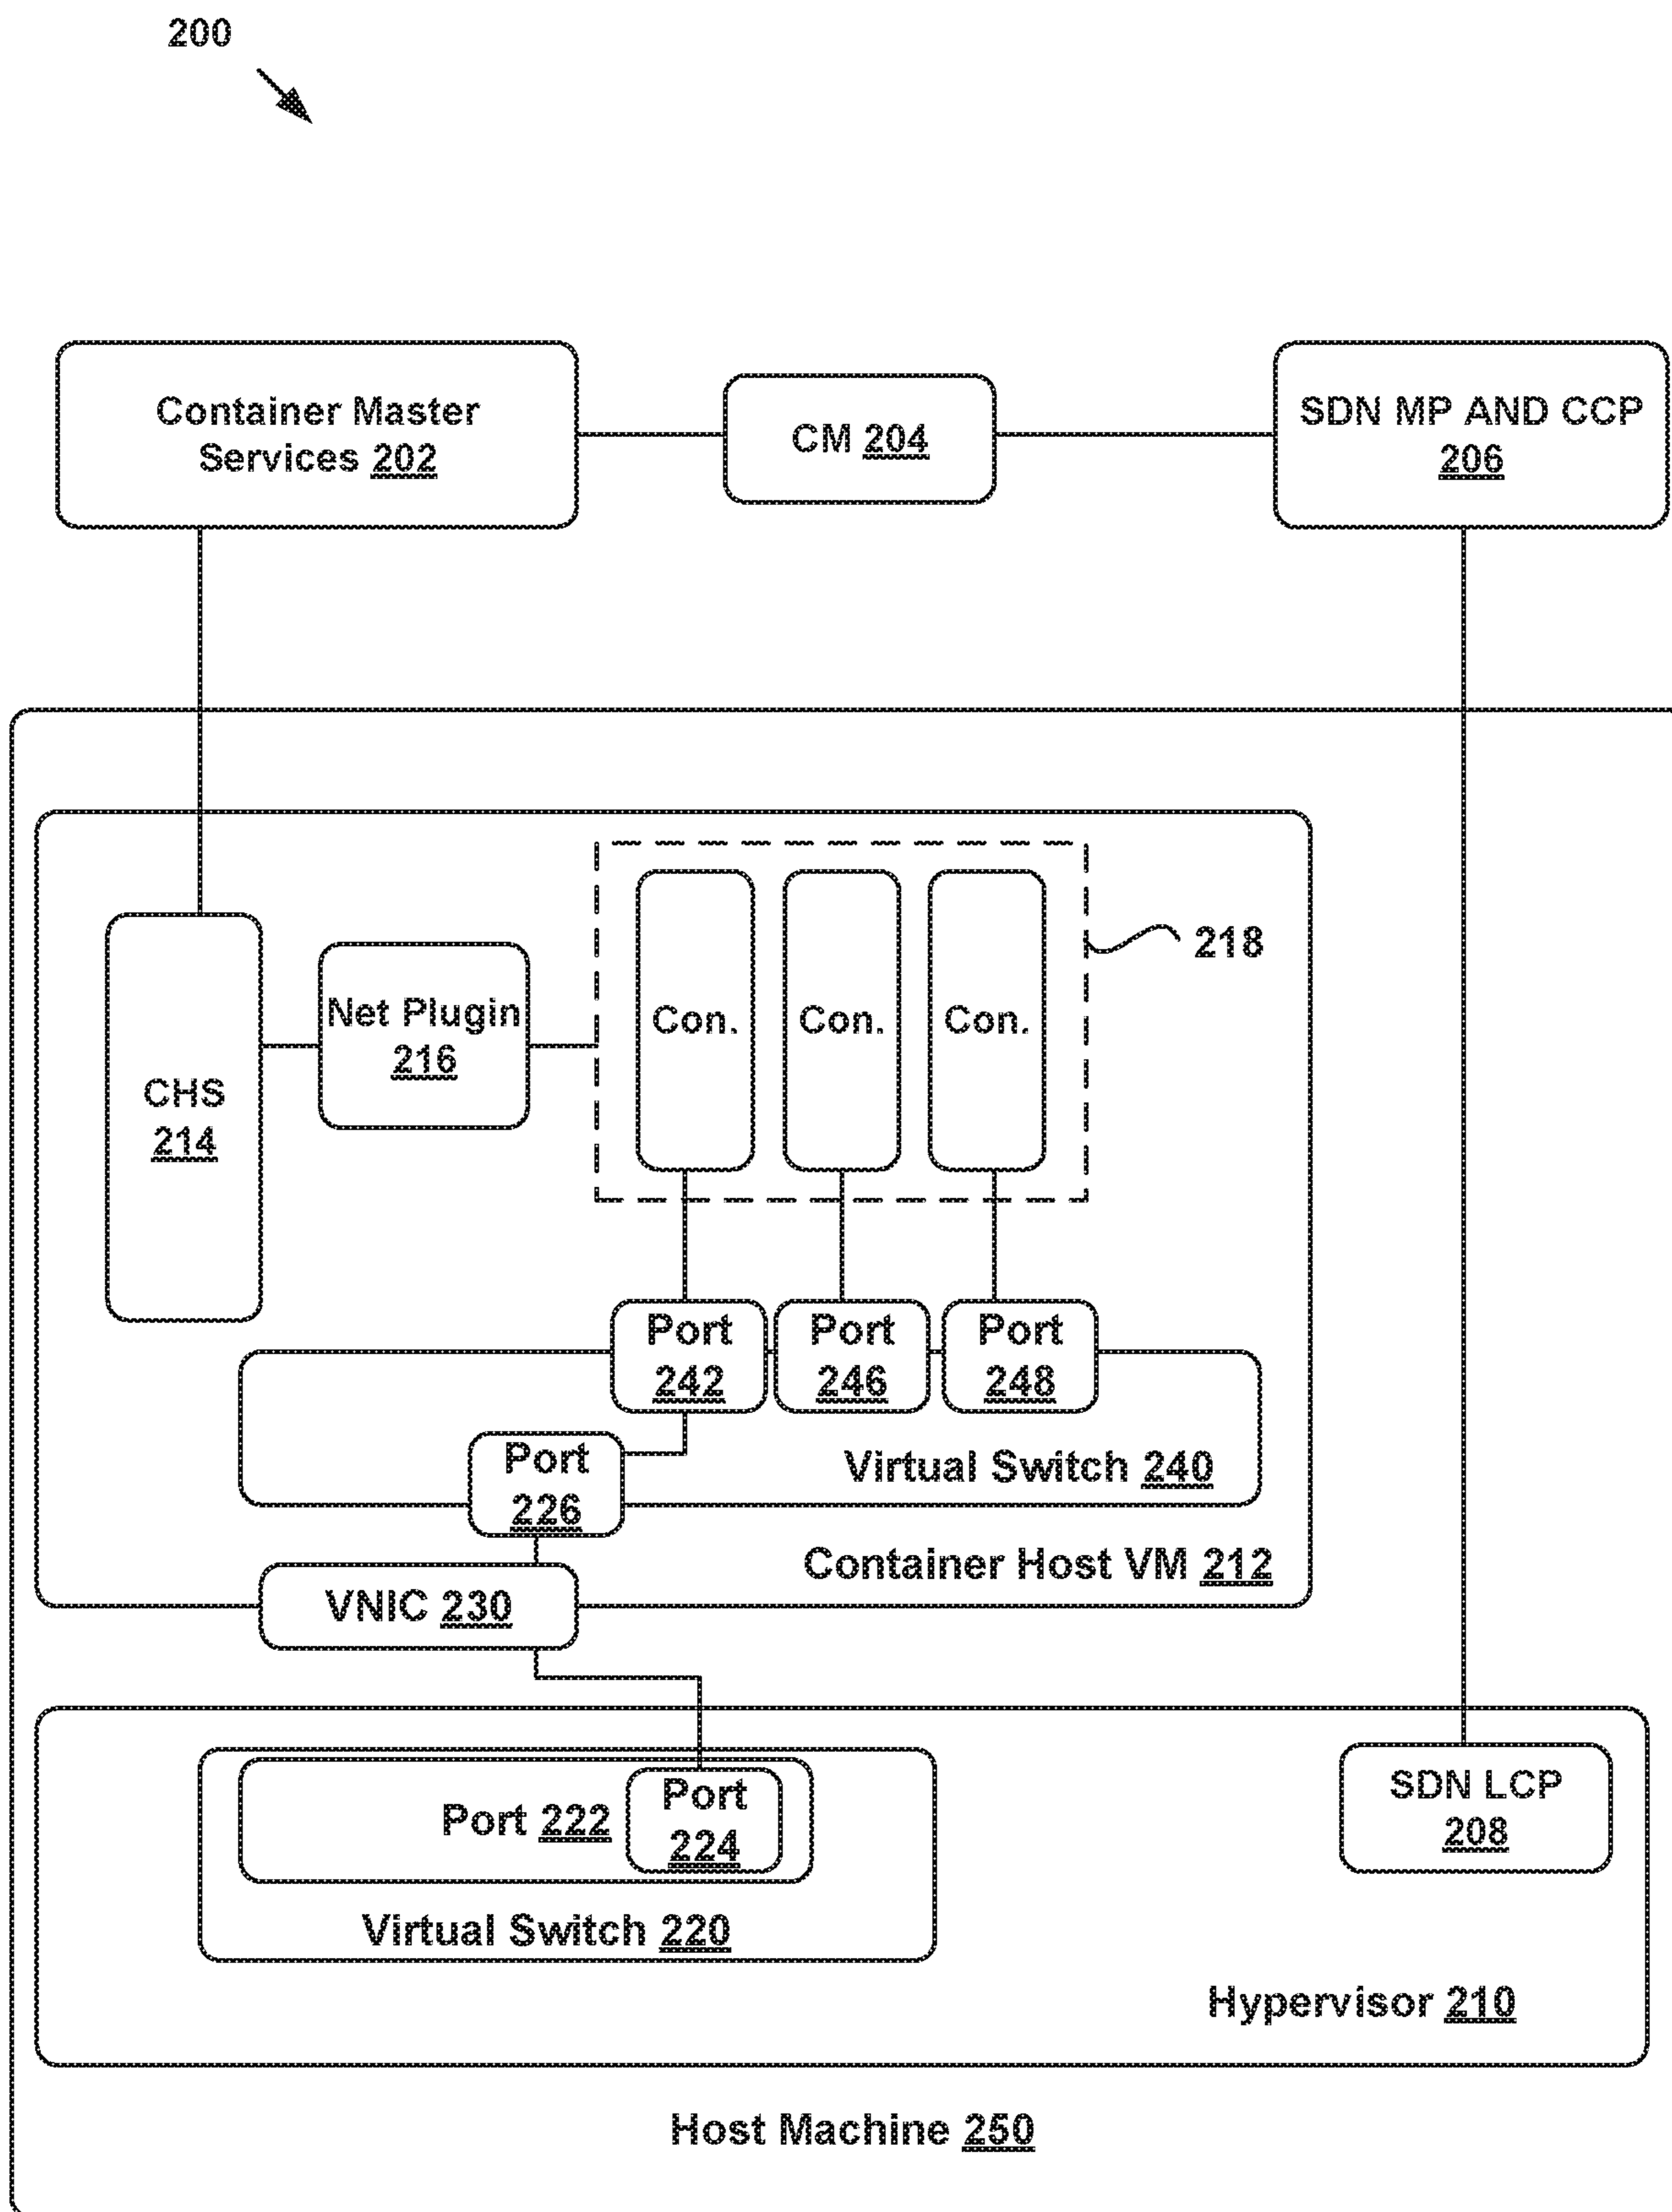 200
Container Master
Services 202
CM 204
SDN MP AND CCP
206
218
Con.
Con.
Con.
Net Plugin
216
CHS
214
Port
242
Port
246
Port
248
Port
226
Virtual Switch 240
Container Host VM 212
VNIC 230
Port 222
Port
224
SDN LCP
208
Virtual Switch 220
Hypervisor 210
Host Machine 250